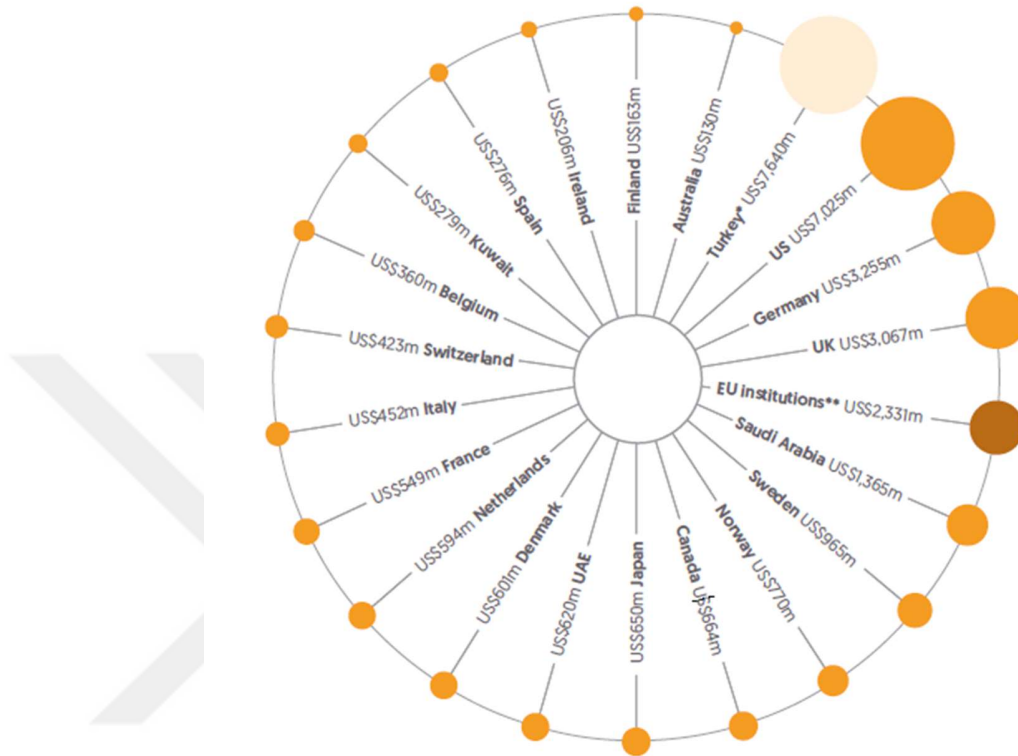 Turkey* US$7,640m
US US$7,025m
Germany US$3,255m
UK US$3,067m
EU institutions** US$2,331m
Saudi Arabia US$1,365m
Sweden US$965m
Norway US$770m
Canada US$664m
US$650m Japan
US$620m UAE
US$601m Denmark
US$594m Netherlands
US$549m France
US$452m Italy
US$423m Switzerland
US$360m Belgium
US$279m Kuwait
US$276m Spain
US$206m Ireland
Finland US$163m
Australia US$130m